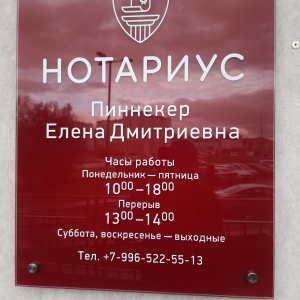 НОТАРИУС
Пиннекер
Елена Дмитриевна
Часы работы
Понедельник — пятница
10⁰⁰–18⁰⁰
Перерыв
13⁰⁰–14⁰⁰
Суббота, воскресенье — выходные
Тел. +7-996-522-55-13